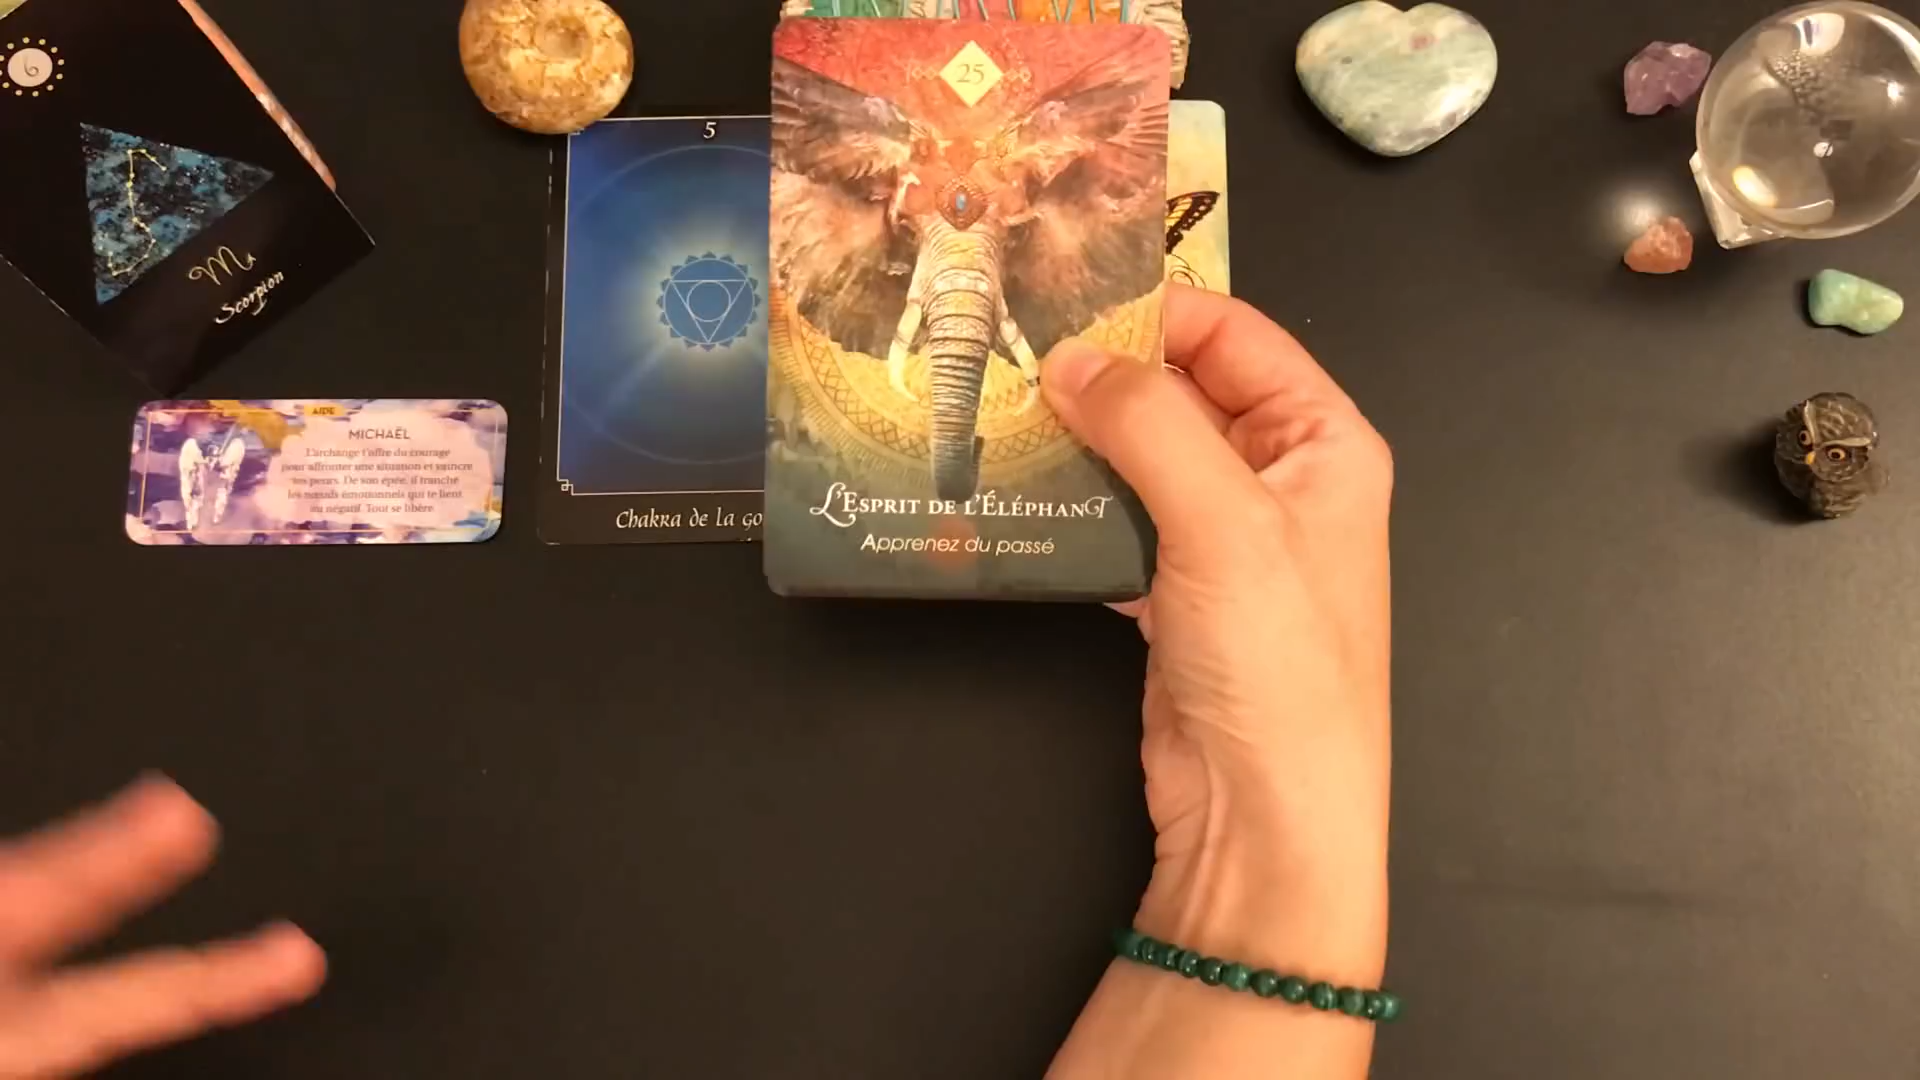 6
Scorpion
AIDE
MICHAËL
L'archange t'offre du courage
pour affronter une situation et vaincre
tes peurs. De son épée, il tranche
les nœuds émotionnels qui te lient
au négatif. Tout se libère.
5
Chakra de la go
25
L'Esprit de l'Éléphant
Apprenez du passé